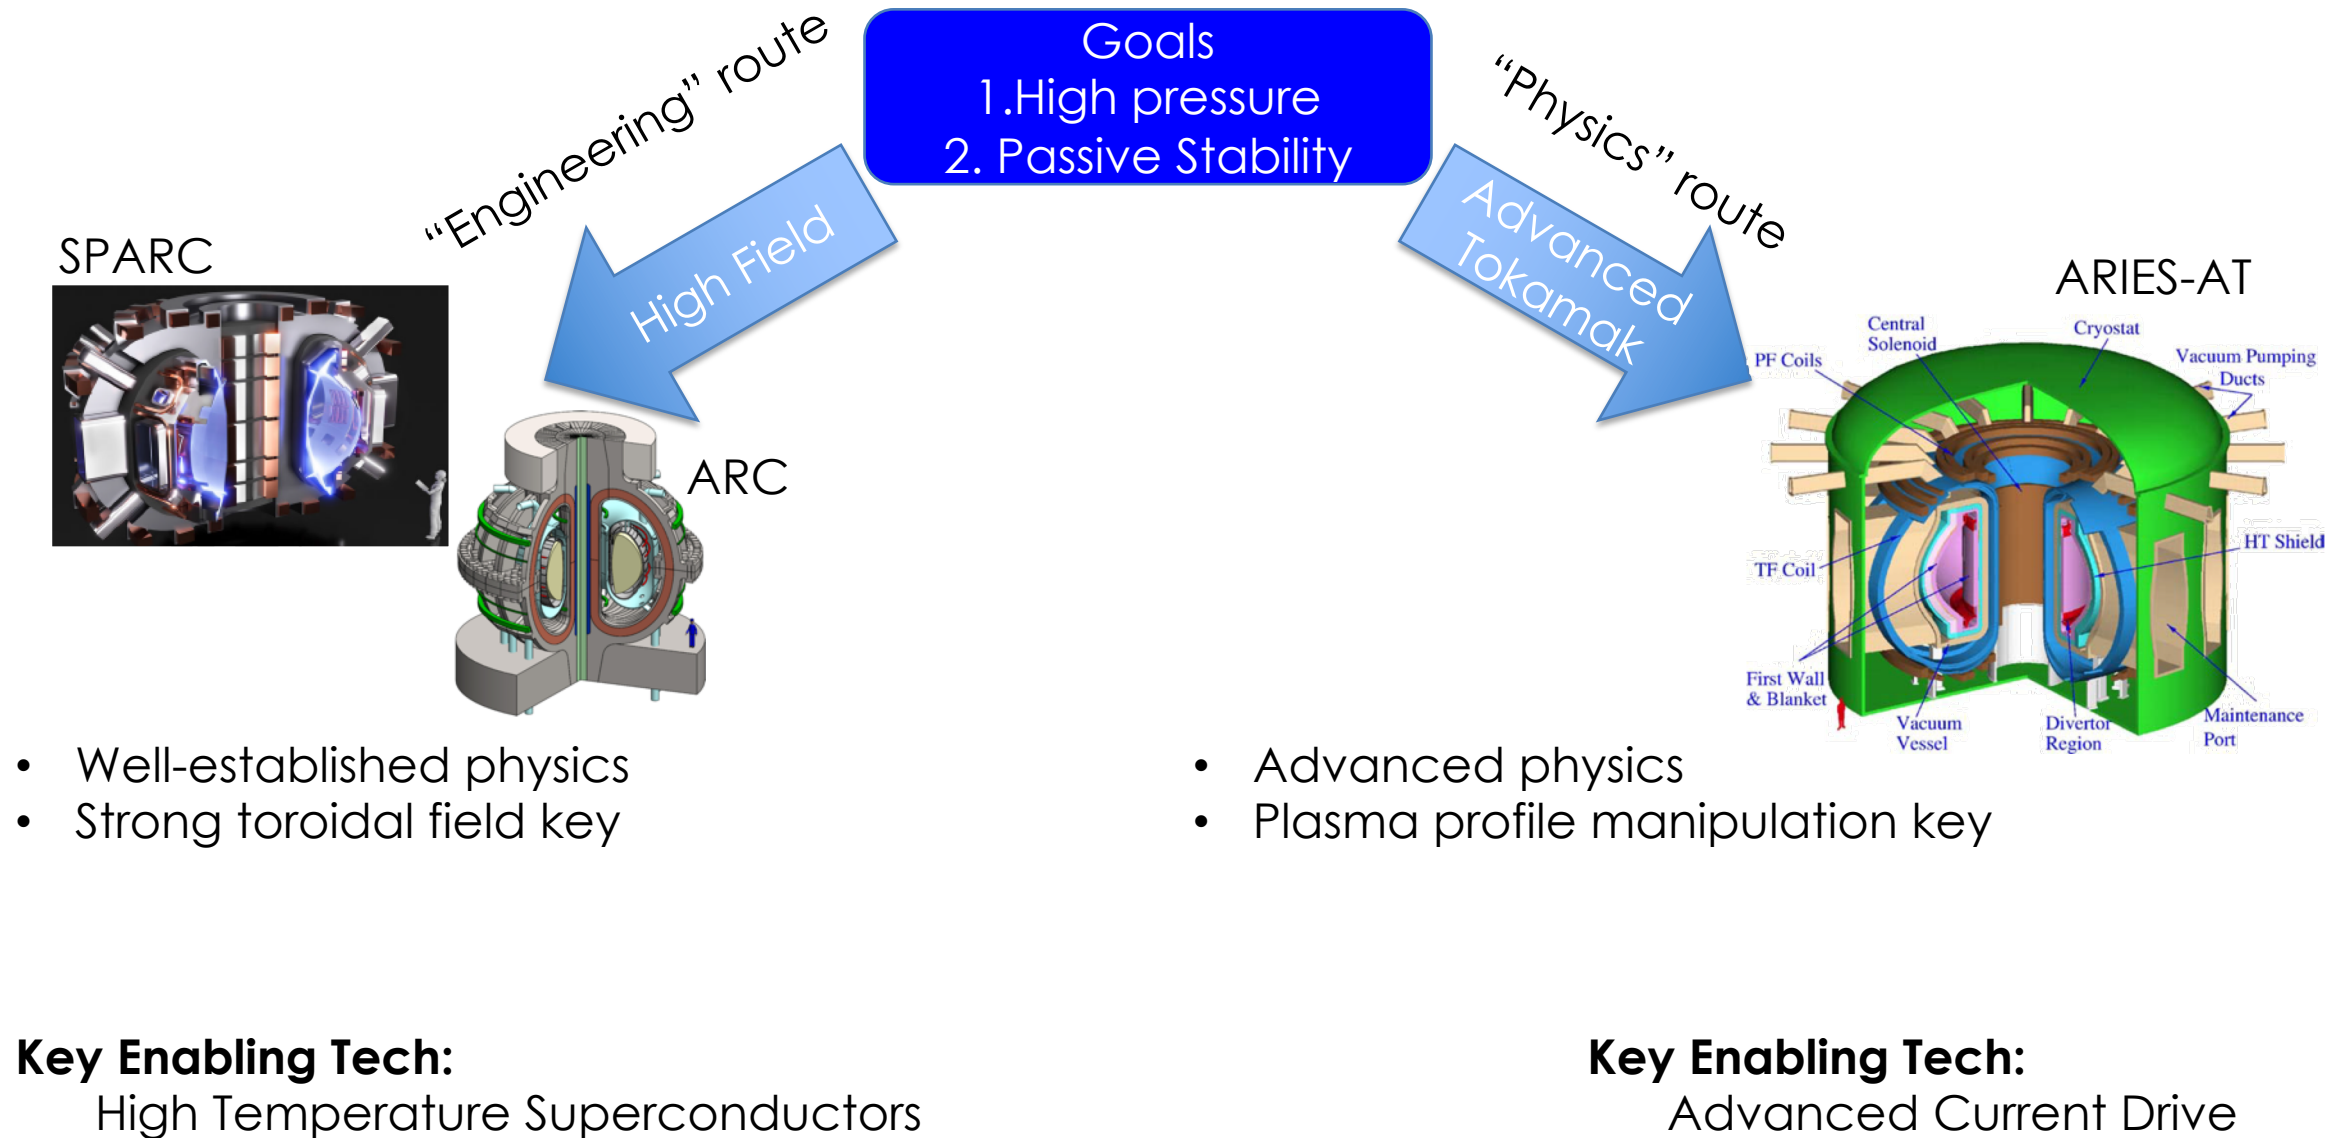 Goals
1.High pressure
2. Passive Stability
“Engineering” route
High Field
“Physics” route
Advanced
Tokamak
SPARC
ARC
ARIES-AT
Central
Solenoid
Cryostat
PF Coils
Vacuum Pumping
Ducts
HT Shield
TF Coil
First Wall
& Blanket
Vacuum
Vessel
Divertor
Region
Maintenance
Port
• Well-established physics
• Strong toroidal field key
• Advanced physics
• Plasma profile manipulation key
Key Enabling Tech:
High Temperature Superconductors
Key Enabling Tech:
Advanced Current Drive